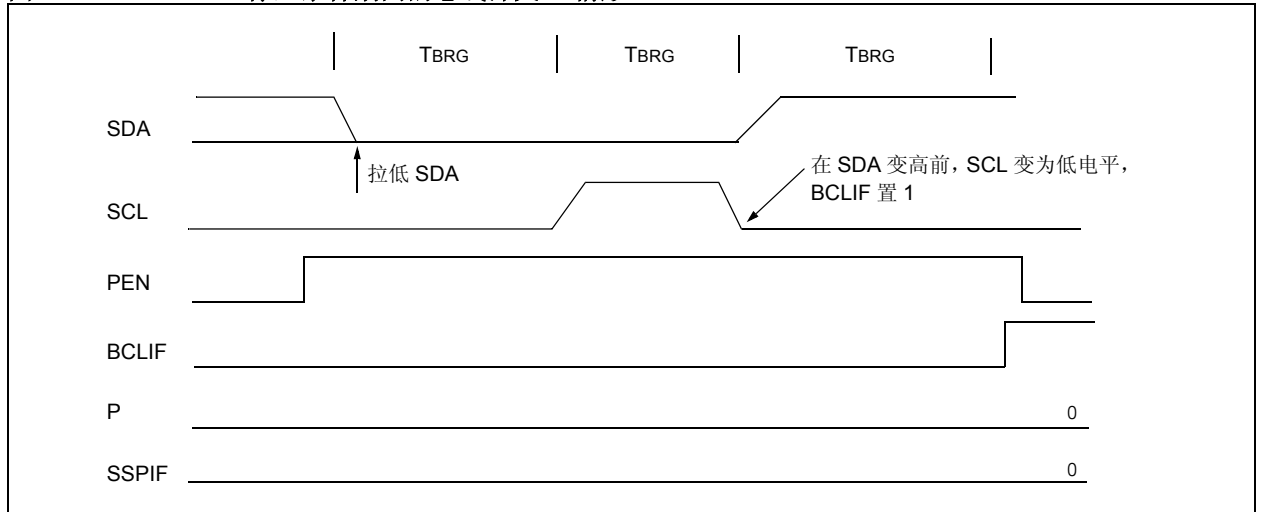 TBRG TBRG TBRG
SDA
拉低 SDA
在 SDA 变高前，SCL 变为低电平，
BCLIF 置 1
SCL
PEN
BCLIF
P
0
SSPIF
0